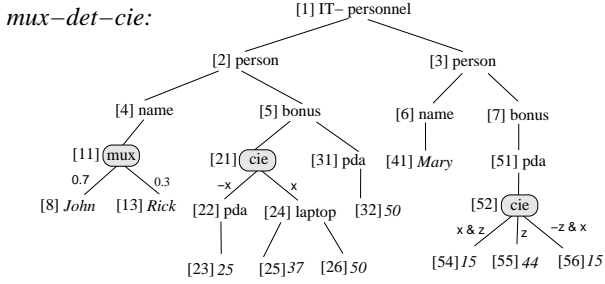 mux–det–cie:
[1] IT– personnel
[2] person [3] person
[4] name [5] bonus [6] name [7] bonus
[11] mux [21] cie [31] pda [41] Mary [51] pda
0.7 0.3 –x x [52] cie
[8] John [13] Rick [22] pda [24] laptop [32] 50 x & z z –z & x
[23] 25 [25] 37 [26] 50 [54] 15 [55] 44 [56] 15